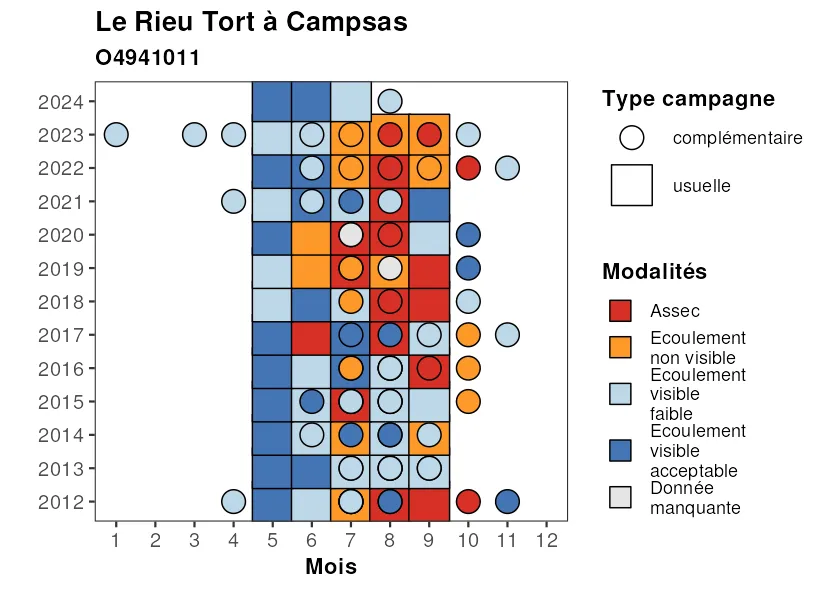 Le Rieu Tort à Campsas
O4941011
2024
2023
2022
2021
2020
2019
2018
2017
2016
2015
2014
2013
2012
1 2 3 4 5 6 7 8 9 10 11 12
Mois
Type campagne
complémentaire
usuelle
Modalités
Assec
Ecoulement
non visible
Ecoulement
visible
faible
Ecoulement
visible
acceptable
Donnée
manquante